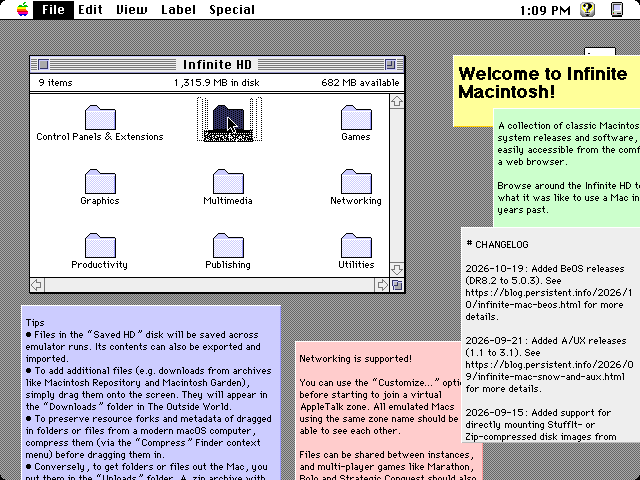 File Edit View Label Special 1:09 PM
Infinite HD
9 items 1,315.9 MB in disk 682 MB available
Control Panels & Extensions
Games
Graphics
Multimedia
Networking
Productivity
Publishing
Utilities
Welcome to Infinite
Macintosh!
A collection of classic Macintos
system releases and software,
easily accessible from the comf
a web browser.
Browse around the Infinite HD to
what it was like to use a Mac in
years past.
# CHANGELOG
2026-10-19: Added BeOS releases
(DR8.2 to 5.0.3). See
https://blog.persistent.info/2026/1
0/infinite-mac-beos.html for more
details.
2026-09-21: Added A/UX releases
(1.1 to 3.1). See
https://blog.persistent.info/2026/0
9/infinite-mac-snow-and-aux.html
for more details.
2026-09-15: Added support for
directly mounting StuffIt- or
Zip-compressed disk images from
Tips
● Files in the “Saved HD” disk will be saved across
emulator runs. Its contents can also be exported and
imported.
● To add additional files (e.g. downloads from archives
like Macintosh Repository and Macintosh Garden),
simply drag them onto the screen. They will appear
in the “Downloads” folder in The Outside World.
● To preserve resource forks and metadata of dragged
in folders or files from a modern macOS computer,
compress them (via the “Compress” Finder context
menu) before dragging them in.
● Conversely, to get folders or files out the Mac, you
put them in the “Uploads” folder. A .zip archive with
Networking is supported!
You can use the “Customize...” optio
before starting to join a virtual
AppleTalk zone. All emulated Macs
using the same zone name should be
able to see each other.
Files can be shared between instances,
and multi-player games like Marathon,
Bolo and Strategic Conquest should also